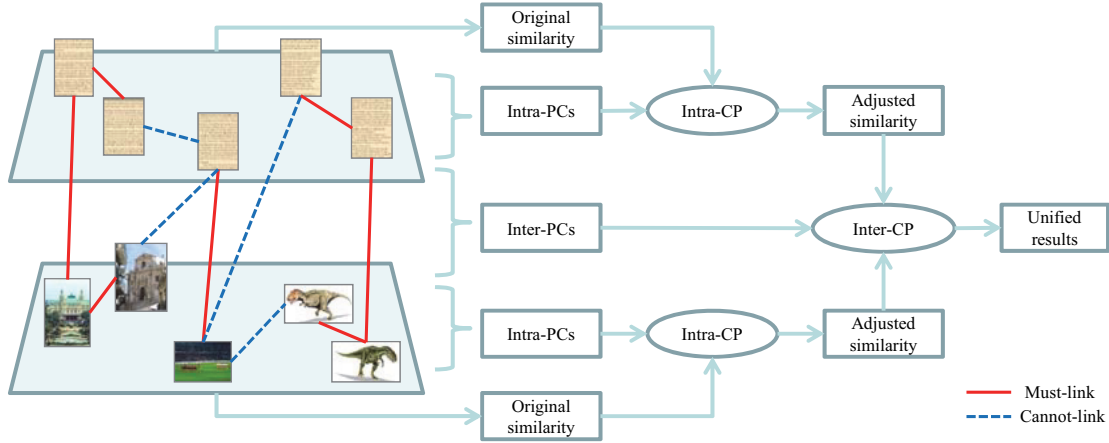 Original
similarity
Intra-PCs
Intra-CP
Adjusted
similarity
Inter-PCs
Inter-CP
Unified
results
Intra-PCs
Intra-CP
Adjusted
similarity
Original
similarity
Must-link
Cannot-link